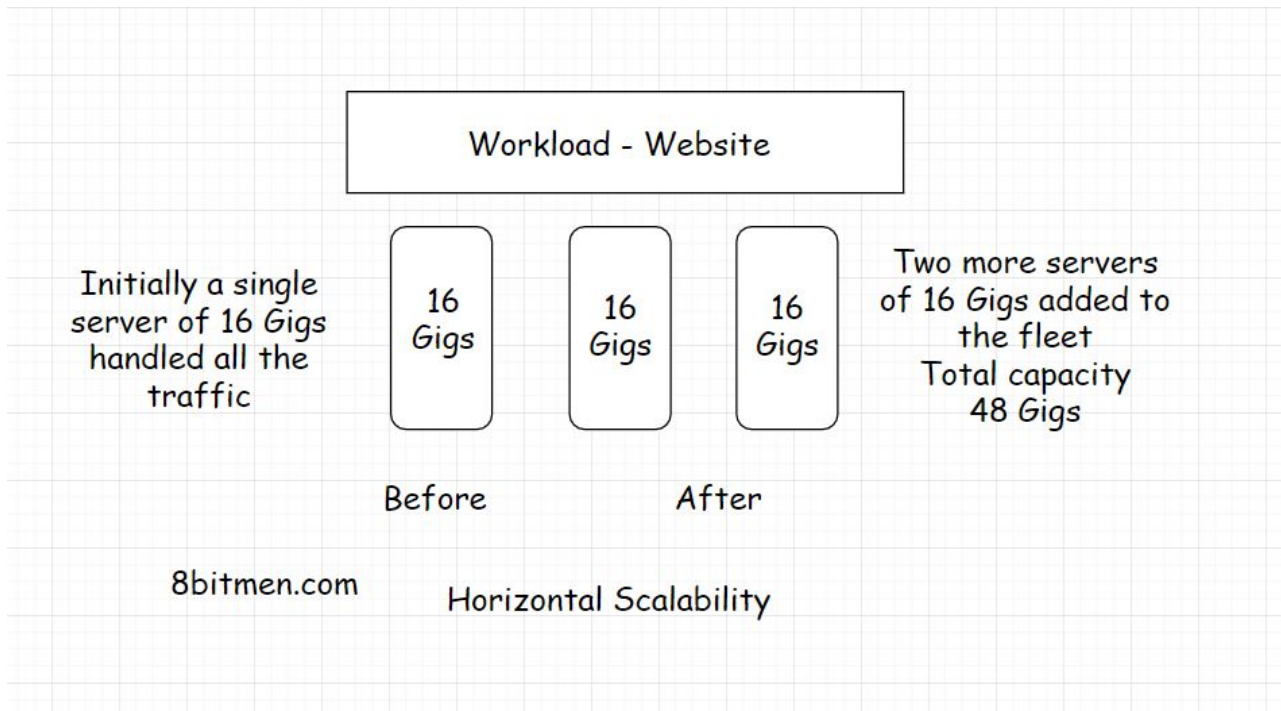 Workload - Website
Initially a single
server of 16 Gigs
handled all the
traffic
16
Gigs
16
Gigs
16
Gigs
Two more servers
of 16 Gigs added to
the fleet
Total capacity
48 Gigs
Before
After
8bitmen.com
Horizontal Scalability